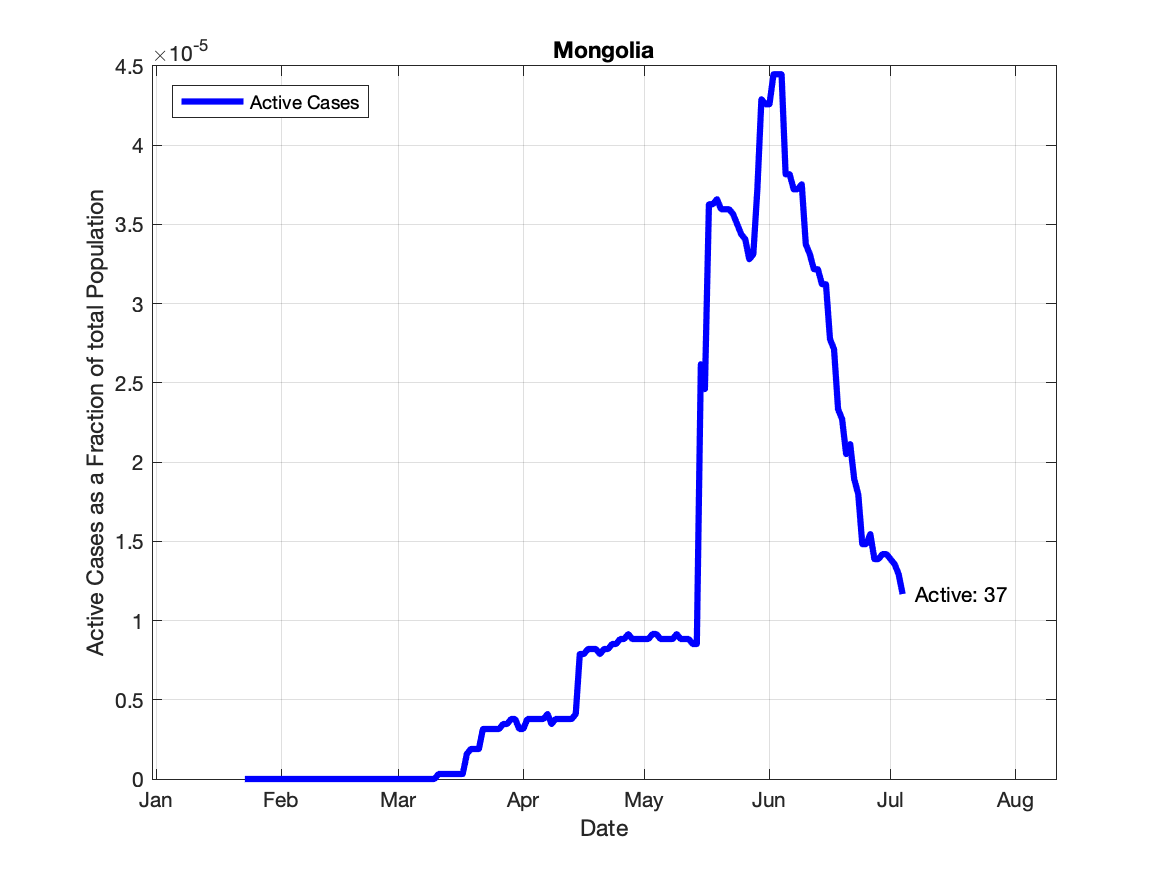 Mongolia
×10-5
Active Cases
4.5
4
3.5
3
2.5
2
1.5
1
0.5
0
Active Cases as a Fraction of total Population
Active: 37
Jan Feb Mar Apr May Jun Jul Aug
Date